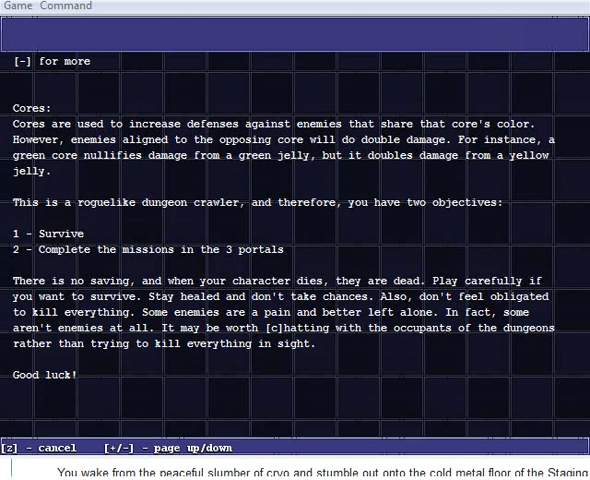 Game Command
[-] for more
Cores:
Cores are used to increase defenses against enemies that share that core's color.
However, enemies aligned to the opposing core will do double damage. For instance, a
green core nullifies damage from a green jelly, but it doubles damage from a yellow
jelly.
This is a roguelike dungeon crawler, and therefore, you have two objectives:
1 - Survive
2 - Complete the missions in the 3 portals
There is no saving, and when your character dies, they are dead. Play carefully if
you want to survive. Stay healed and don't take chances. Also, don't feel obligated
to kill everything. Some enemies are a pain and better left alone. In fact, some
aren't enemies at all. It may be worth [c]hatting with the occupants of the dungeons
rather than trying to kill everything in sight.
Good luck!
[z] - cancel [+/-] - page up/down
You wake from the peaceful slumber of cryo and stumble out onto the cold metal floor of the Staging